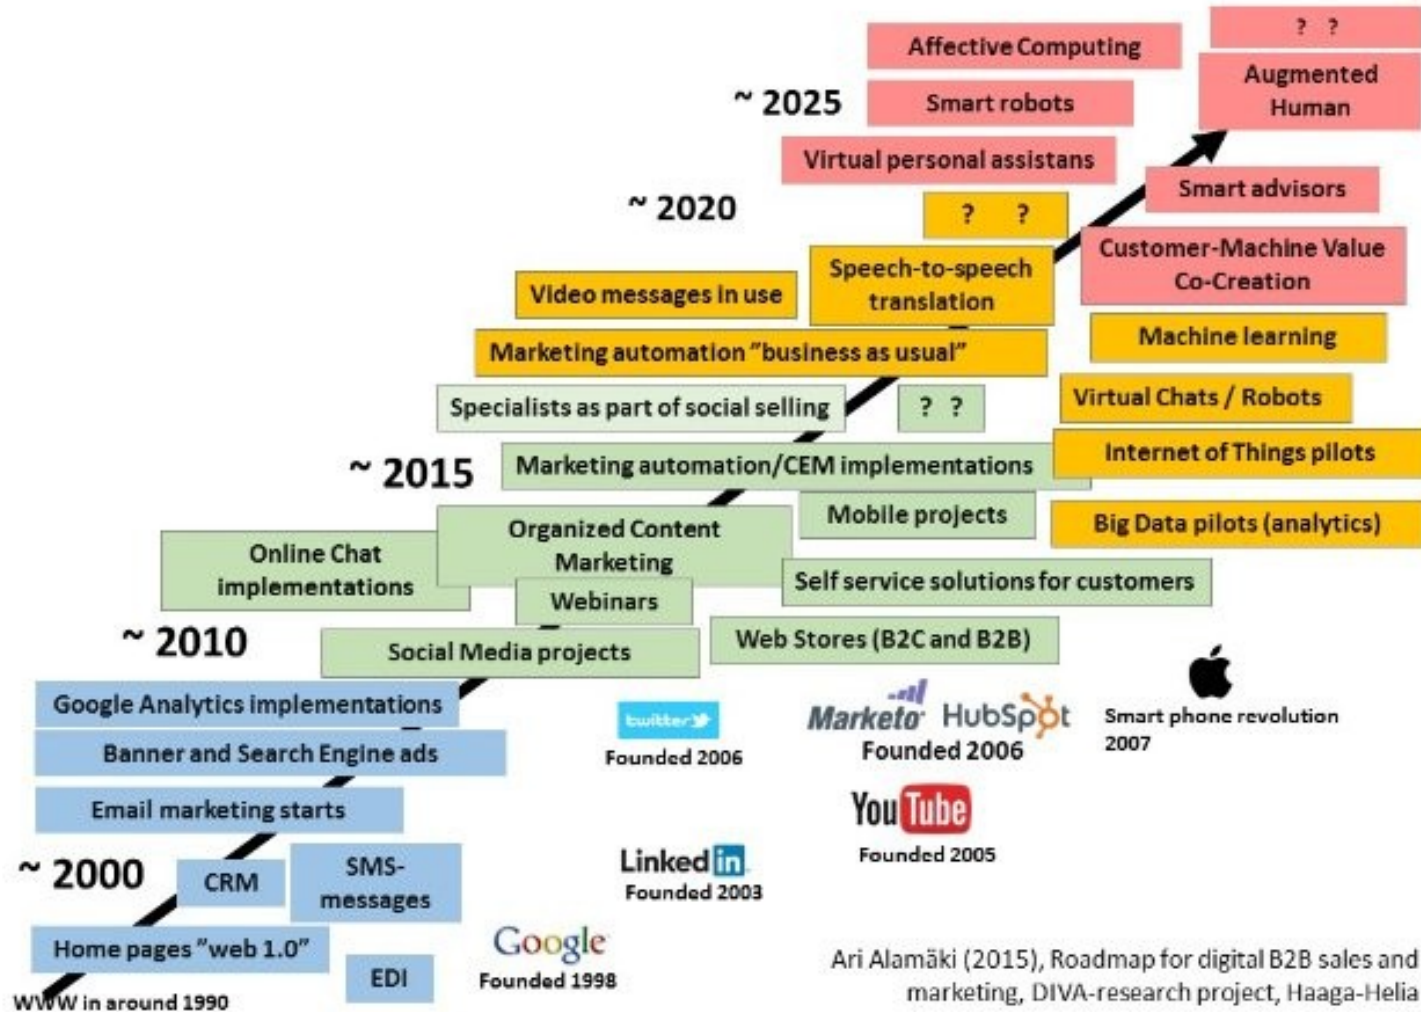 ? ?
Affective Computing
Augmented
Human
~ 2025
Smart robots
Virtual personal assistans
Smart advisors
~ 2020
? ?
Customer-Machine Value
Co-Creation
Speech-to-speech
translation
Video messages in use
Machine learning
Marketing automation ”business as usual”
Virtual Chats / Robots
Specialists as part of social selling
? ?
Internet of Things pilots
~ 2015
Marketing automation/CEM implementations
Mobile projects
Big Data pilots (analytics)
Organized Content
Marketing
Online Chat
implementations
Self service solutions for customers
Webinars
~ 2010
Social Media projects
Web Stores (B2C and B2B)
Google Analytics implementations
twitter
Founded 2006
Marketo HubSpot
Founded 2006
Smart phone revolution
2007
Banner and Search Engine ads
Email marketing starts
YouTube
Founded 2005
~ 2000
CRM
SMS-
messages
Linked in
Founded 2003
Home pages ”web 1.0”
EDI
Google
Founded 1998
WWW in around 1990
Ari Alamäki (2015), Roadmap for digital B2B sales and
marketing, DIVA-research project, Haaga-Helia